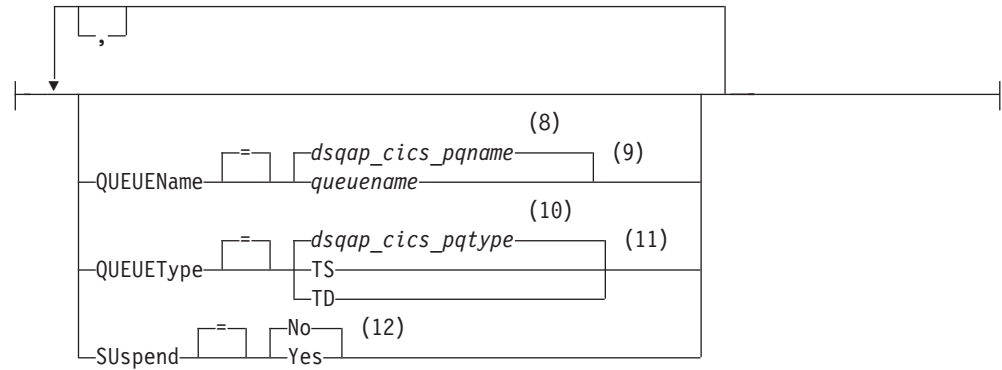 ,
(8)
= dsqap_cics_pqname (9)
QUEUEName queuename
(10)
= dsqap_cics_pqtype (11)
QUEUEType TS
TD
= No (12)
SUspend Yes